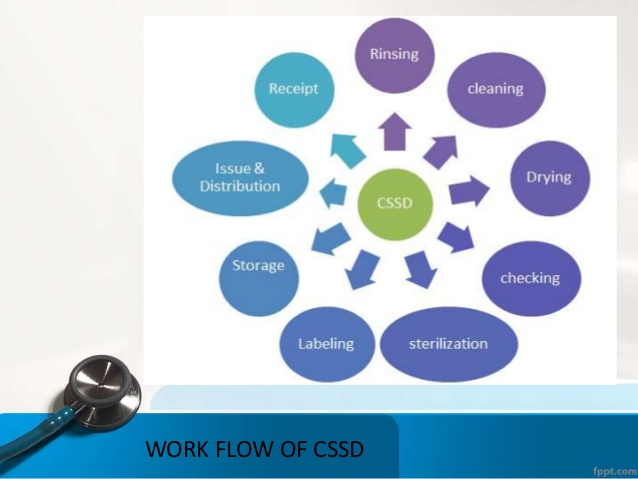 Rinsing
cleaning
Drying
checking
sterilization
Labeling
Storage
Issue &
Distribution
Receipt
CSSD
WORK FLOW OF CSSD
fppt.com